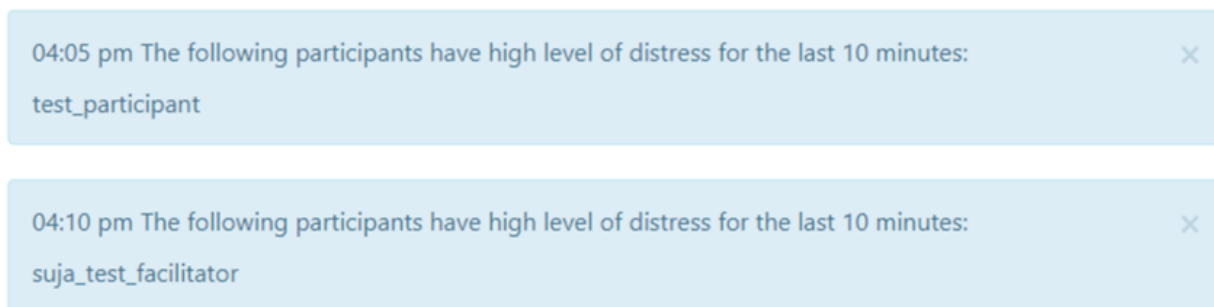 04:05 pm The following participants have high level of distress for the last 10 minutes:
test_participant
04:10 pm The following participants have high level of distress for the last 10 minutes:
suja_test_facilitator